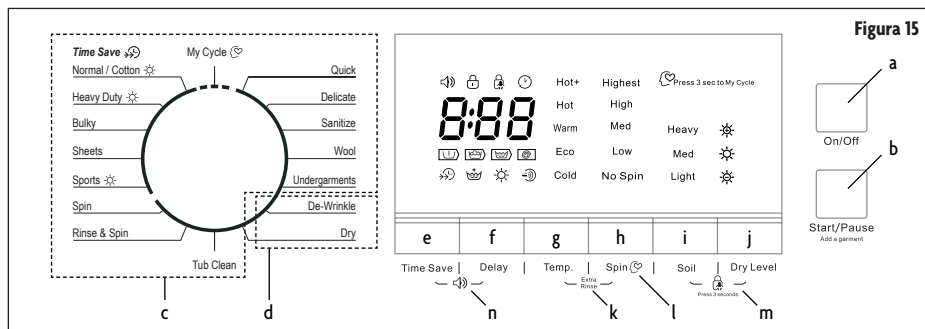 Figura 15
Time Save
My Cycle
Normal / Cotton
Heavy Duty
Bulky
Sheets
Sports
Spin
Rinse & Spin
Quick
Delicate
Sanitize
Wool
Undergarments
De-Wrinkle
Dry
Tub Clean
c
d
8:88
Hot+
Hot
Warm
Eco
Cold
Highest
High
Med
Low
No Spin
Press 3 sec to My Cycle
Heavy
Med
Light
e f g h i j
Time Save Delay Temp. Spin Soil Dry Level
Extra
Rinse
Press 3 seconds
n k l m
a
On/Off
b
Start/Pause
Add a garment